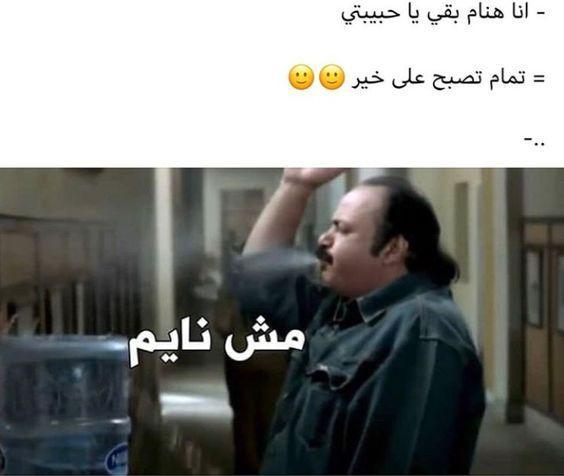 - انا هنام بقي يا حبيبتي
= تمام تصبح على خير 🙂🙂
-..
مش نايم